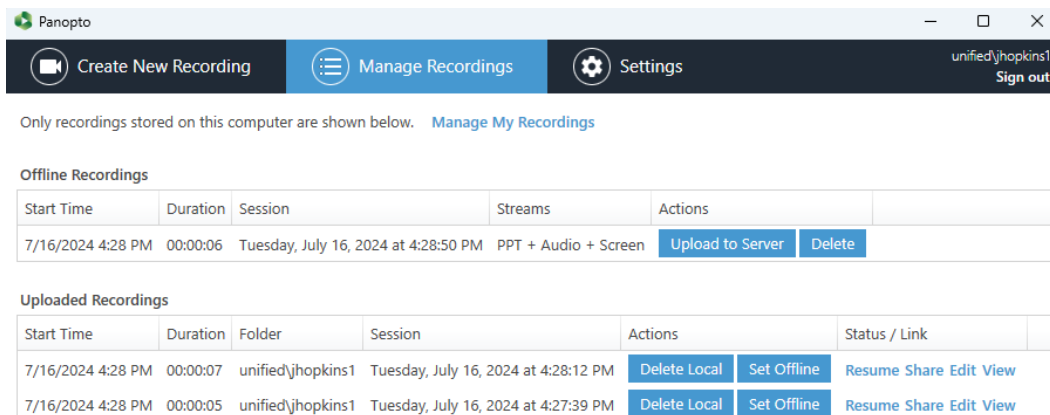 Panopto
Create New Recording Manage Recordings Settings unified\jhopkins1
Sign out
Only recordings stored on this computer are shown below. Manage My Recordings
Offline Recordings
Start Time Duration Session Streams Actions
7/16/2024 4:28 PM 00:00:06 Tuesday, July 16, 2024 at 4:28:50 PM PPT + Audio + Screen Upload to Server Delete
Uploaded Recordings
Start Time Duration Folder Session Actions Status / Link
7/16/2024 4:28 PM 00:00:07 unified\jhopkins1 Tuesday, July 16, 2024 at 4:28:12 PM Delete Local Set Offline Resume Share Edit View
7/16/2024 4:28 PM 00:00:05 unified\jhopkins1 Tuesday, July 16, 2024 at 4:27:39 PM Delete Local Set Offline Resume Share Edit View